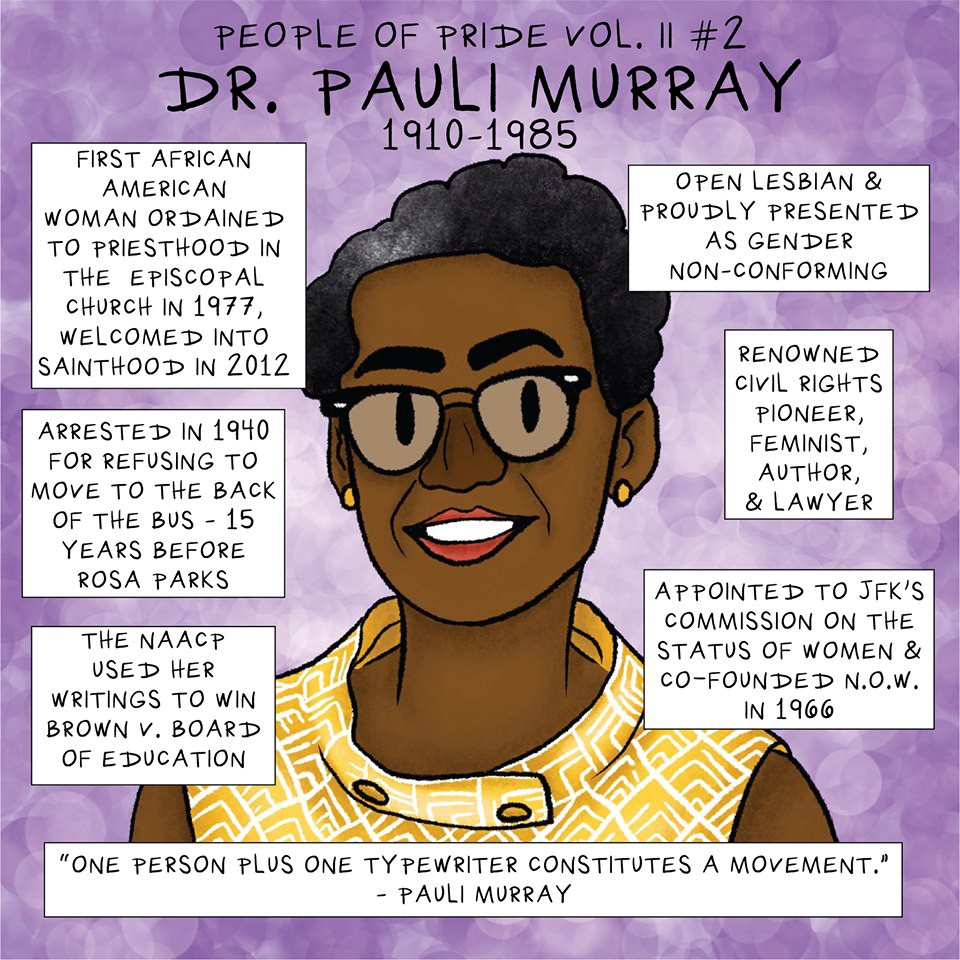 PEOPLE OF PRIDE VOL. II #2
DR. PAULI MURRAY
1910-1985
FIRST AFRICAN
AMERICAN
WOMAN ORDAINED
TO PRIESTHOOD IN
THE EPISCOPAL
CHURCH IN 1977,
WELCOMED INTO
SAINTHOOD IN 2012
ARRESTED IN 1940
FOR REFUSING TO
MOVE TO THE BACK
OF THE BUS - 15
YEARS BEFORE
ROSA PARKS
THE NAACP
USED HER
WRITINGS TO WIN
BROWN V. BOARD
OF EDUCATION
OPEN LESBIAN &
PROUDLY PRESENTED
AS GENDER
NON-CONFORMING
RENOWNED
CIVIL RIGHTS
PIONEER,
FEMINIST,
AUTHOR,
& LAWYER
APPOINTED TO JFK'S
COMMISSION ON THE
STATUS OF WOMEN &
CO-FOUNDED N.O.W.
IN 1966
"ONE PERSON PLUS ONE TYPEWRITER CONSTITUTES A MOVEMENT."
- PAULI MURRAY